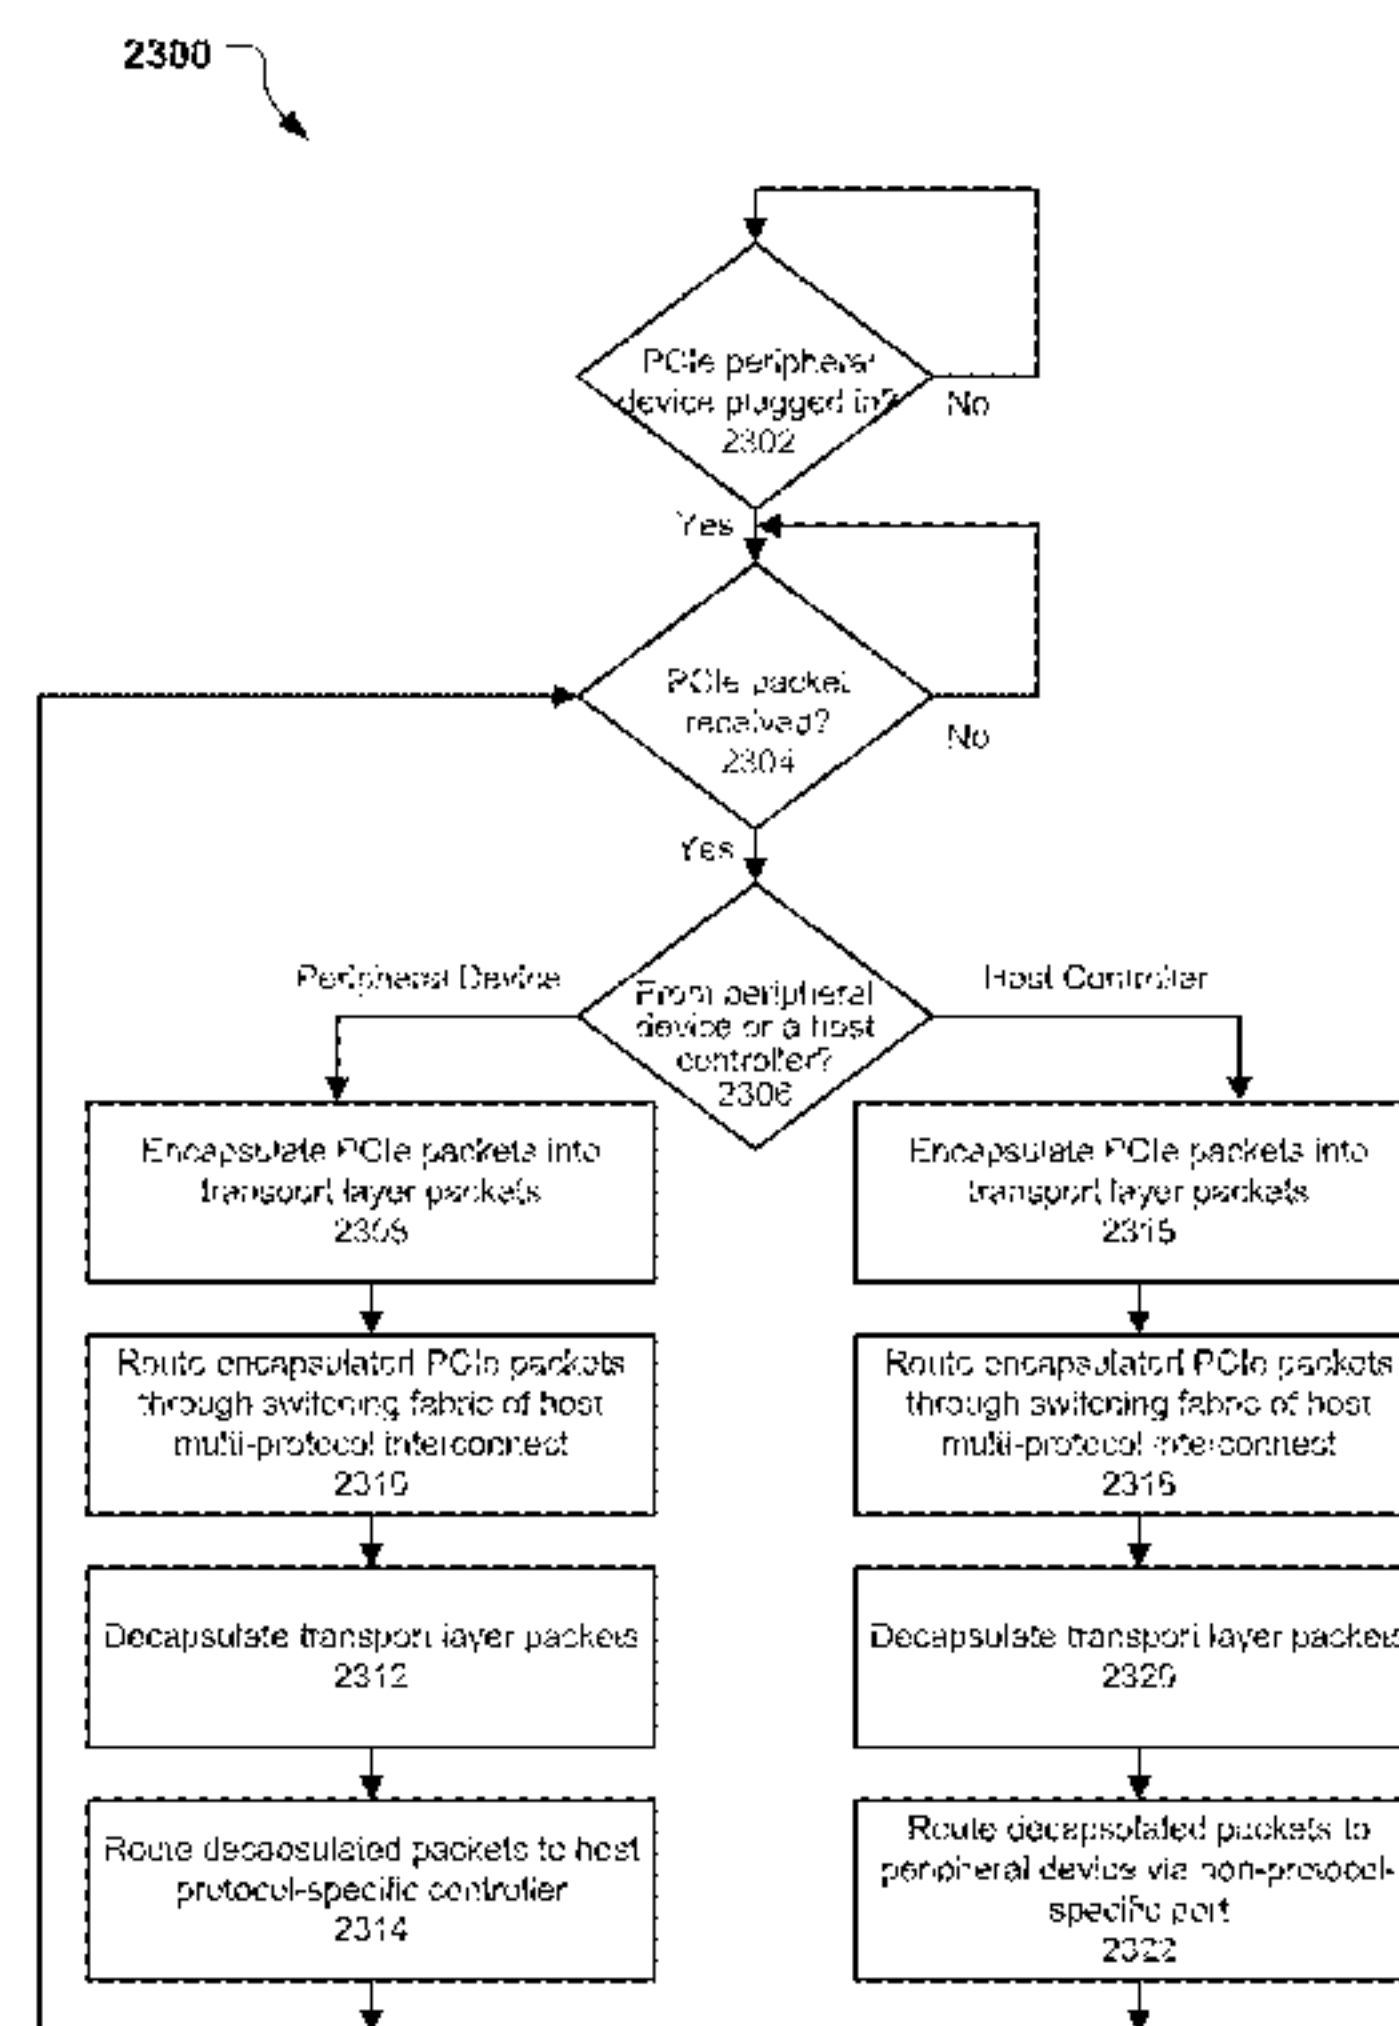 2300
PCIe peripheral
device plugged in?
2302
No
Yes
PCIe packet
received?
2304
No
Yes
Peripheral Device
From peripheral
device or a host
controller?
2306
Host Controller
Encapsulate PCIe packets into
transport layer packets
2308
Route encapsulated PCIe packets
through switching fabric of host
multi-protocol interconnect
2310
Decapsulate transport layer packets
2312
Route decapsulated packets to host
protocol-specific controller
2314
Encapsulate PCIe packets into
transport layer packets
Route encapsulated PCIe packets
through switching fabric of host
multi-protocol interconnect
Decapsulate transport layer packets
2320
Route decapsulated packets to
peripheral device via non-protocol-
specific port
2322